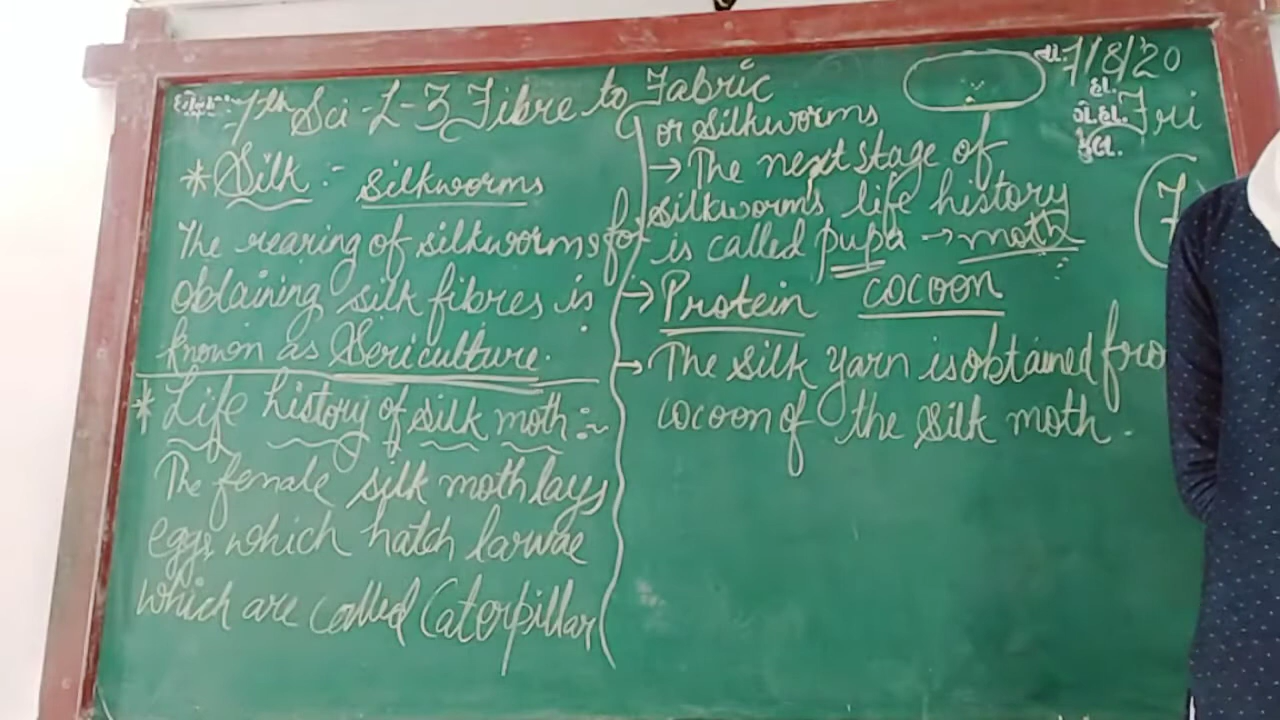 7th Sci - L-3 Fibre to Fabric
તા. 7/8/20
Fri
* Silk :- silkworms
The rearing of silkworms for
obtaining silk fibres is
known as Sericulture.
* Life history of silk moth :-
The female silk moth lays
eggs, which hatch larvae
which are called Caterpillar
or Silkworms
→ The next stage of
silkworms life history
is called pupa → moth
→ Protein cocoon
→ The silk yarn is obtained fro
cocoon of the silk moth.
7